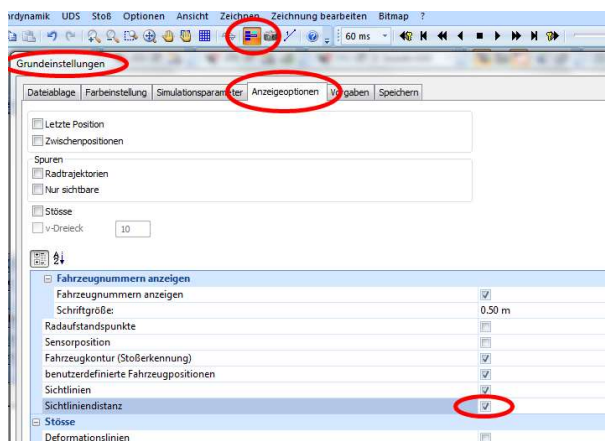 rdynamik UDS Stoß Optionen Ansicht Zeichnen Zeichnung bearbeiten Bitmap ?
60 ms
Grundeinstellungen
Dateiablage Farbeinstellung Simulationsparameter Anzeigeoptionen Vorgaben Speichern
Letzte Position
Zwischenpositionen
Spuren
Radtrajektorien
Nur sichtbare
Stösse
v-Dreieck 10
Fahrzeugnummern anzeigen
Fahrzeugnummern anzeigen
Schriftgröße: 0.50 m
Radaufstandspunkte
Sensorposition
Fahrzeugkontur (Stoßerkennung)
benutzerdefinierte Fahrzeugpositionen
Sichtlinien
Sichtliniendistanz
Stösse
Deformationslinien